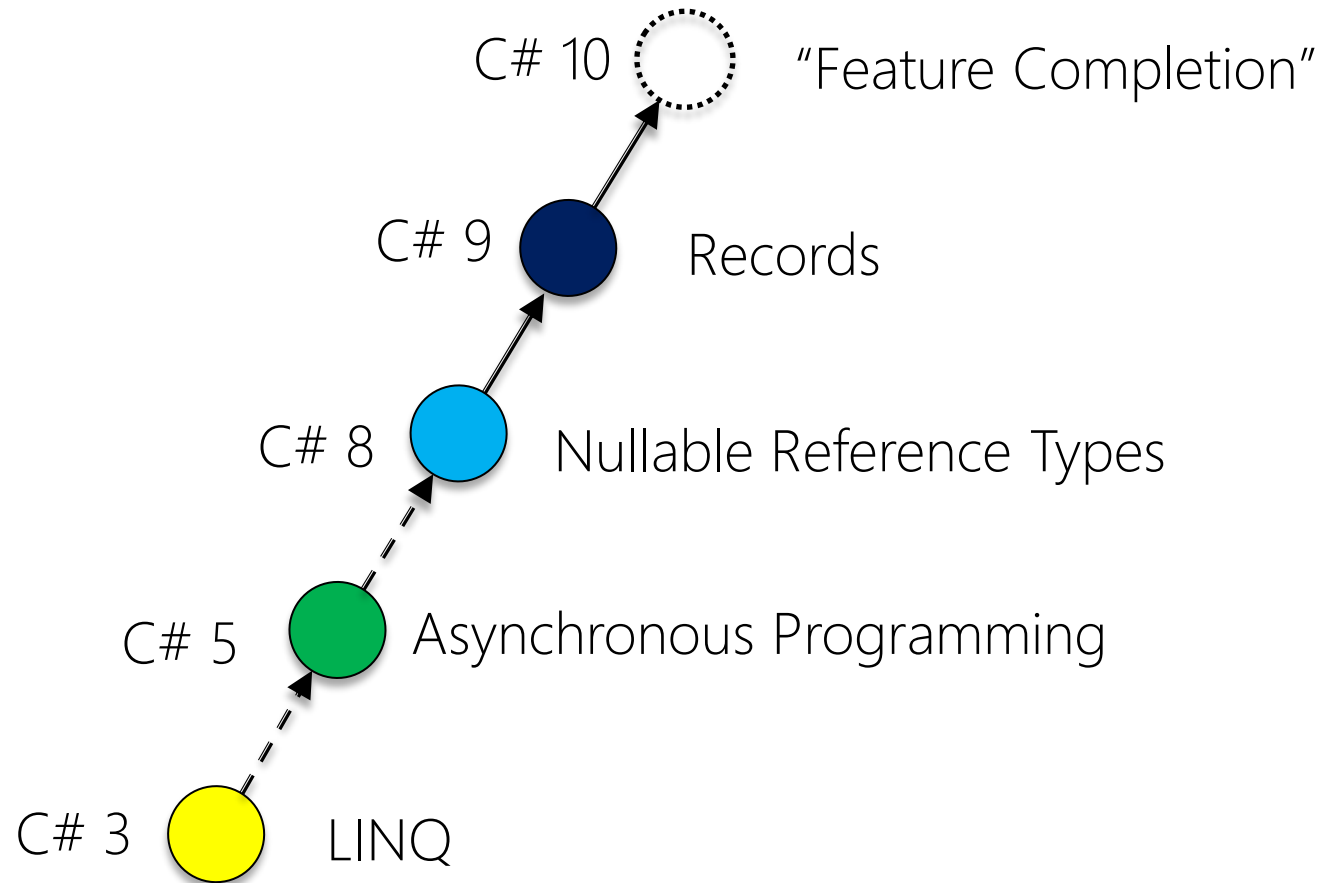 C# 10 “Feature Completion”
C# 9 Records
C# 8 Nullable Reference Types
C# 5 Asynchronous Programming
C# 3 LINQ